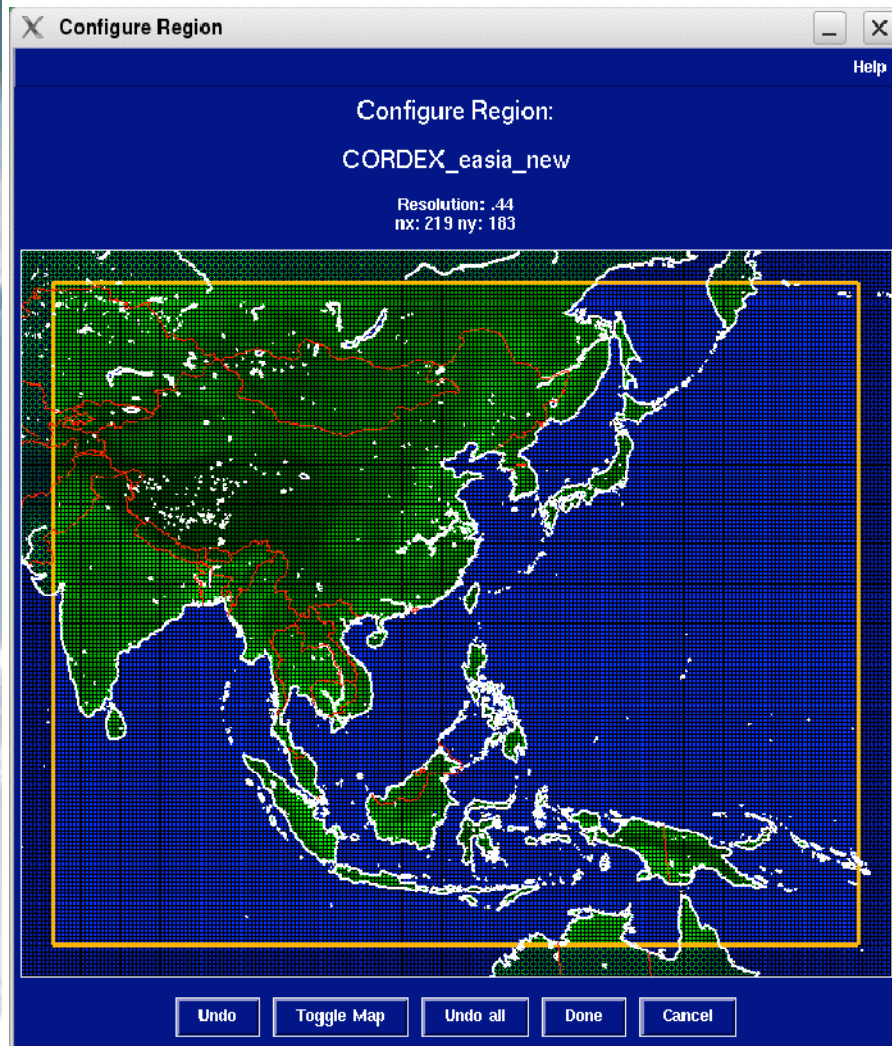 Configure Region
Help
Configure Region:
CORDEX_easia_new
Resolution: .44
nx: 219 ny: 183
Undo
Toggle Map
Undo all
Done
Cancel